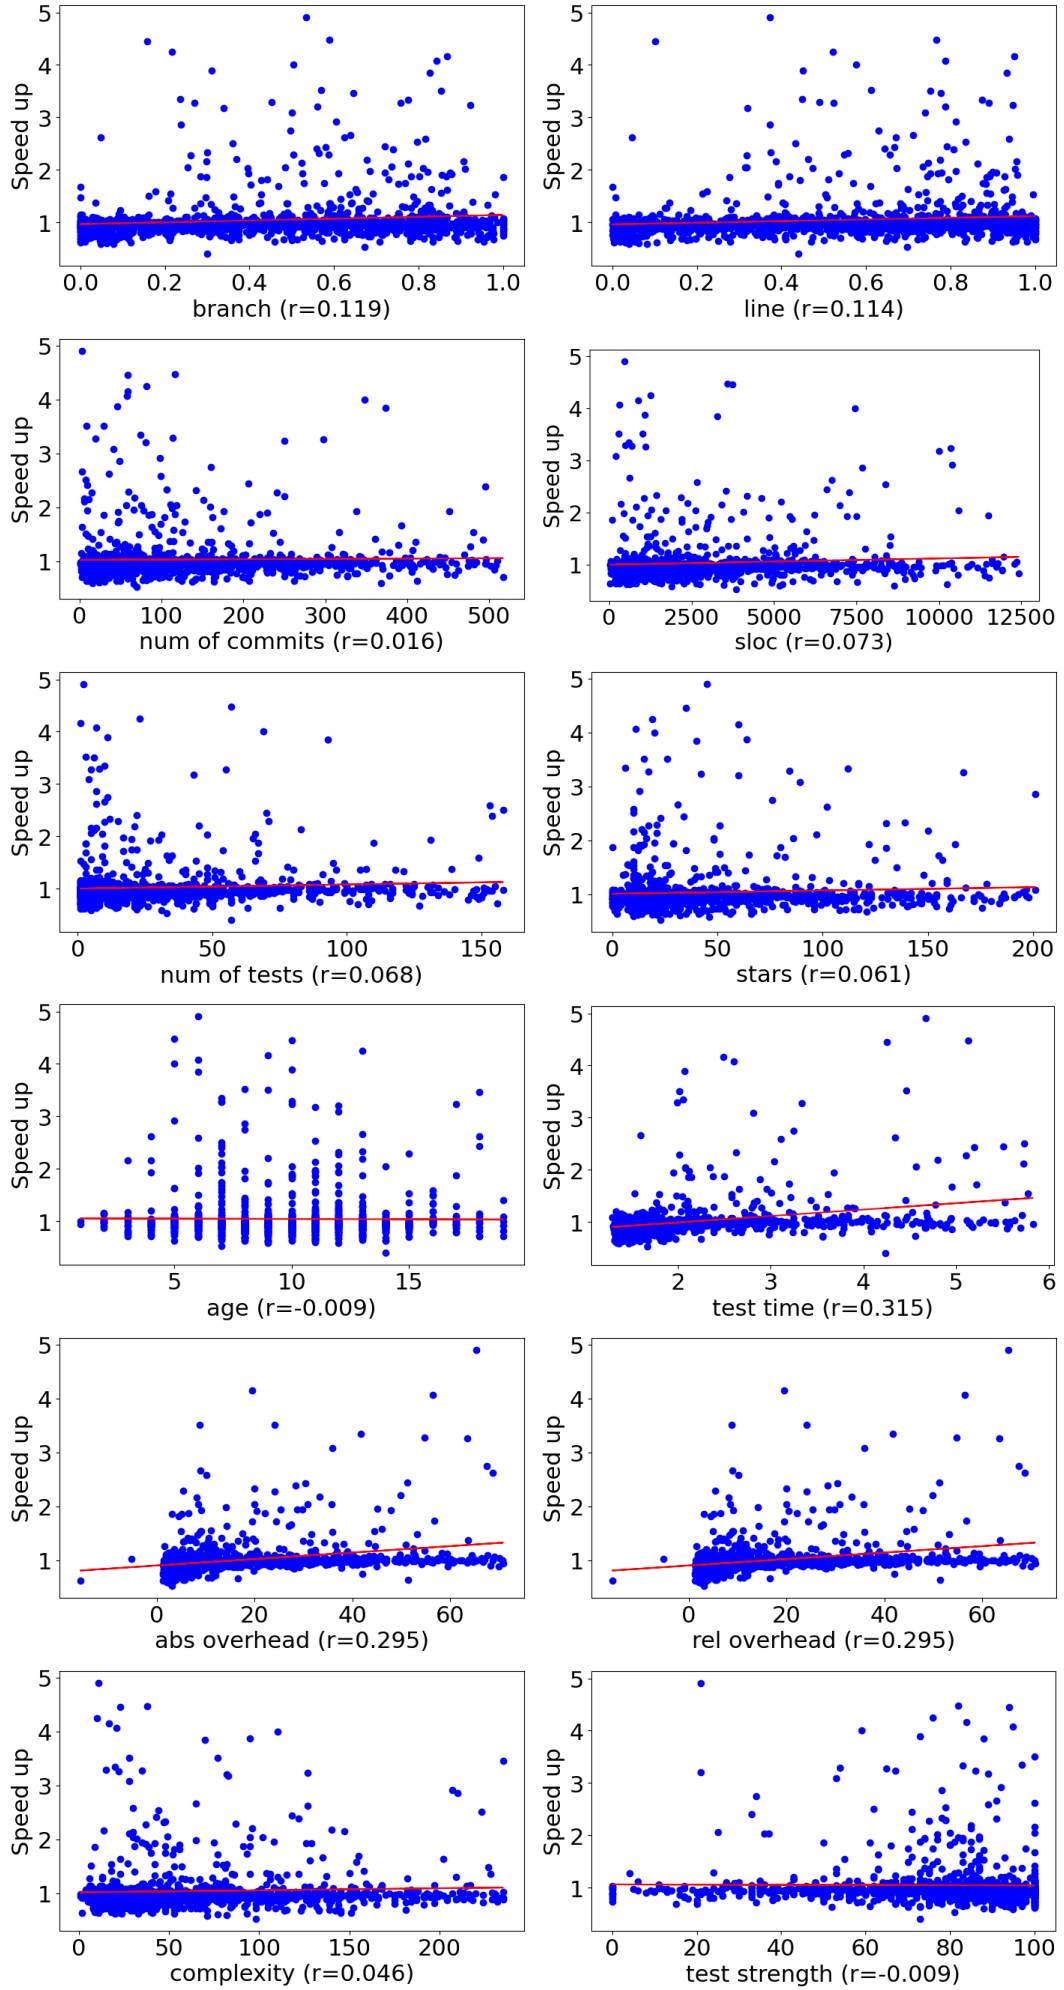 Speed up
5
4
3
2
1
0.0 0.2 0.4 0.6 0.8 1.0
branch (r=0.119)
Speed up
5
4
3
2
1
0.0 0.2 0.4 0.6 0.8 1.0
line (r=0.114)
Speed up
5
4
3
2
1
0 100 200 300 400 500
num of commits (r=0.016)
Speed up
5
4
3
2
1
0 2500 5000 7500 10000 12500
sloc (r=0.073)
Speed up
5
4
3
2
1
0 50 100 150
num of tests (r=0.068)
Speed up
5
4
3
2
1
0 50 100 150 200
stars (r=0.061)
Speed up
5
4
3
2
1
5 10 15
age (r=-0.009)
Speed up
5
4
3
2
1
2 3 4 5 6
test time (r=0.315)
Speed up
5
4
3
2
1
0 20 40 60
abs overhead (r=0.295)
Speed up
5
4
3
2
1
0 20 40 60
rel overhead (r=0.295)
Speed up
5
4
3
2
1
0 50 100 150 200
complexity (r=0.046)
Speed up
5
4
3
2
1
0 20 40 60 80 100
test strength (r=-0.009)